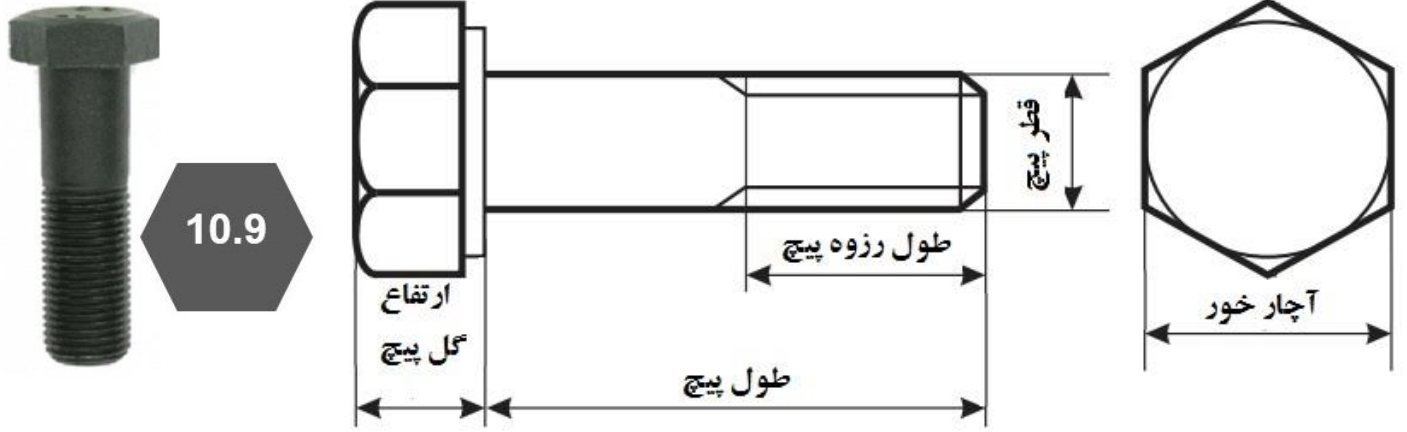 10.9
قطر پیچ
طول رزوه پیچ
ارتفاع
گل پیچ
طول پیچ
آچار خور